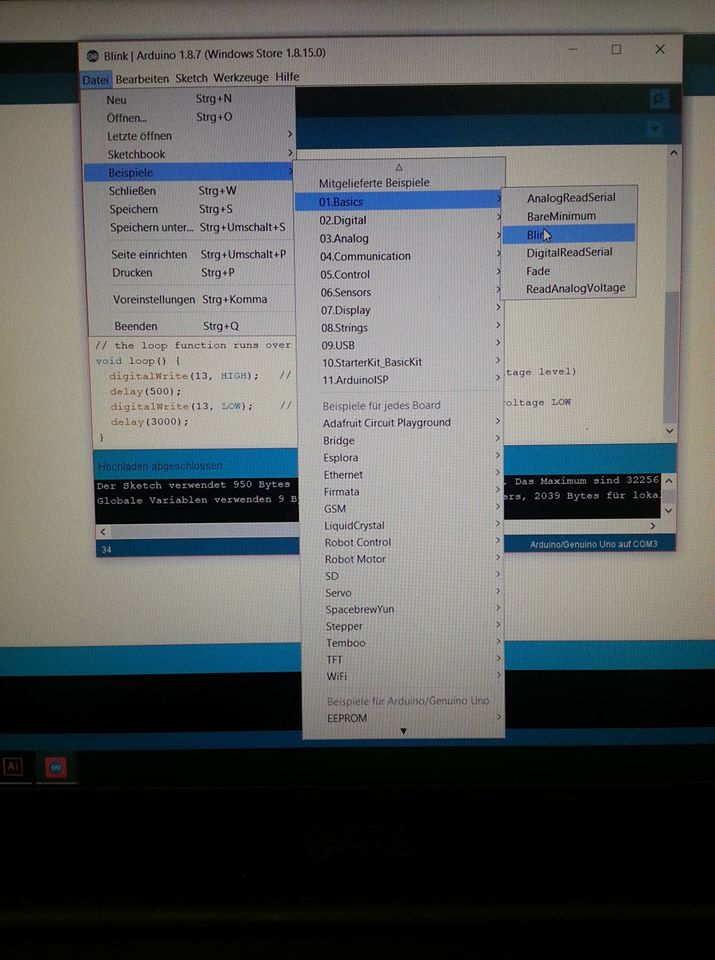 Blink | Arduino 1.8.7 (Windows Store 1.8.15.0)
Datei Bearbeiten Sketch Werkzeuge Hilfe
Neu Strg+N
Öffnen... Strg+O
Letzte öffnen
Sketchbook
Beispiele
Schließen Strg+W
Speichern Strg+S
Speichern unter... Strg+Umschalt+S
Seite einrichten Strg+Umschalt+P
Drucken Strg+P
Voreinstellungen Strg+Komma
Beenden Strg+Q
Mitgelieferte Beispiele
01.Basics
02.Digital
03.Analog
04.Communication
05.Control
06.Sensors
07.Display
08.Strings
09.USB
10.StarterKit_BasicKit
11.ArduinoISP
Beispiele für jedes Board
Adafruit Circuit Playground
Bridge
Esplora
Ethernet
Firmata
GSM
LiquidCrystal
Robot Control
Robot Motor
SD
Servo
SpacebrewYun
Stepper
Temboo
TFT
WiFi
Beispiele für Arduino/Genuino Uno
EEPROM
AnalogReadSerial
BareMinimum
Blink
DigitalReadSerial
Fade
ReadAnalogVoltage
// the loop function runs over
void loop() {
digitalWrite(13, HIGH); // tage level)
delay(500);
digitalWrite(13, LOW); // voltage LOW
delay(3000);
}
Hochladen abgeschlossen.
Der Sketch verwendet 950 Bytes . Das Maximum sind 32256
Globale Variablen verwenden 9 B ers, 2039 Bytes für loka
34 Arduino/Genuino Uno auf COM3
Ai